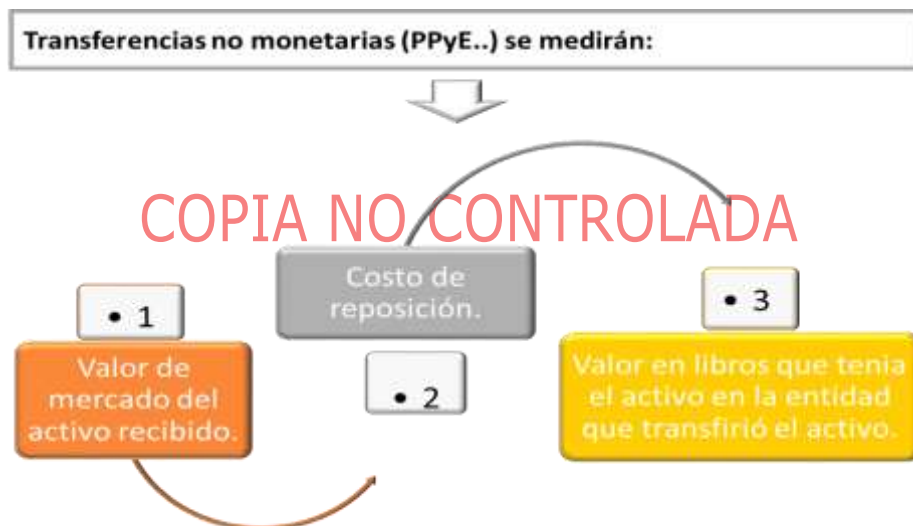 Transferencias no monetarias (PPyE..) se medirán:
COPIA NO CONTROLADA
• 1
Valor de
mercado del
activo recibido.
Costo de
reposición.
• 2
• 3
Valor en libros que tenia
el activo en la entidad
que transfirió el activo.